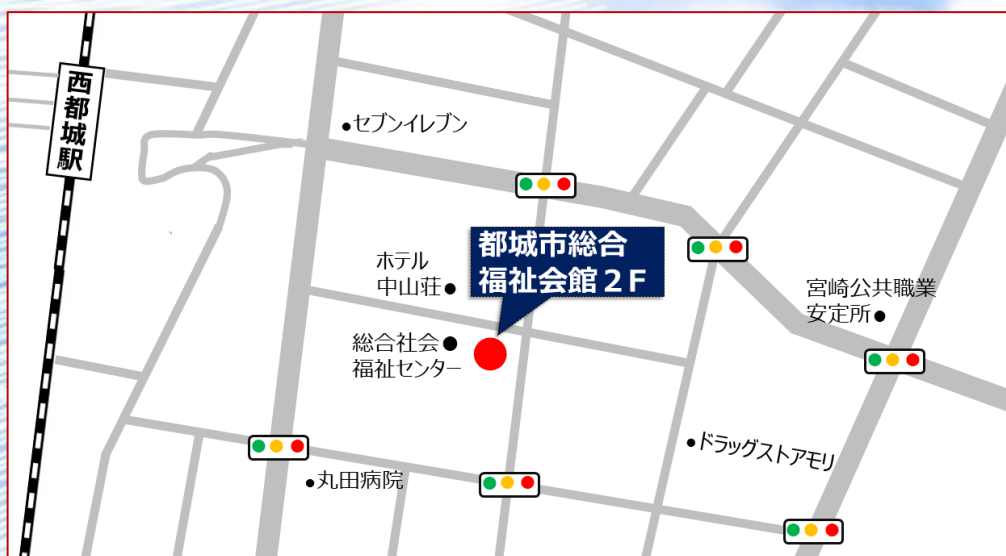 西都城駅
●セブンイレブン
都城市総合
福祉会館２F
ホテル
中山荘●
宮崎公共職業
安定所●
総合社会●
福祉センター
●ドラッグストアモリ
●丸田病院